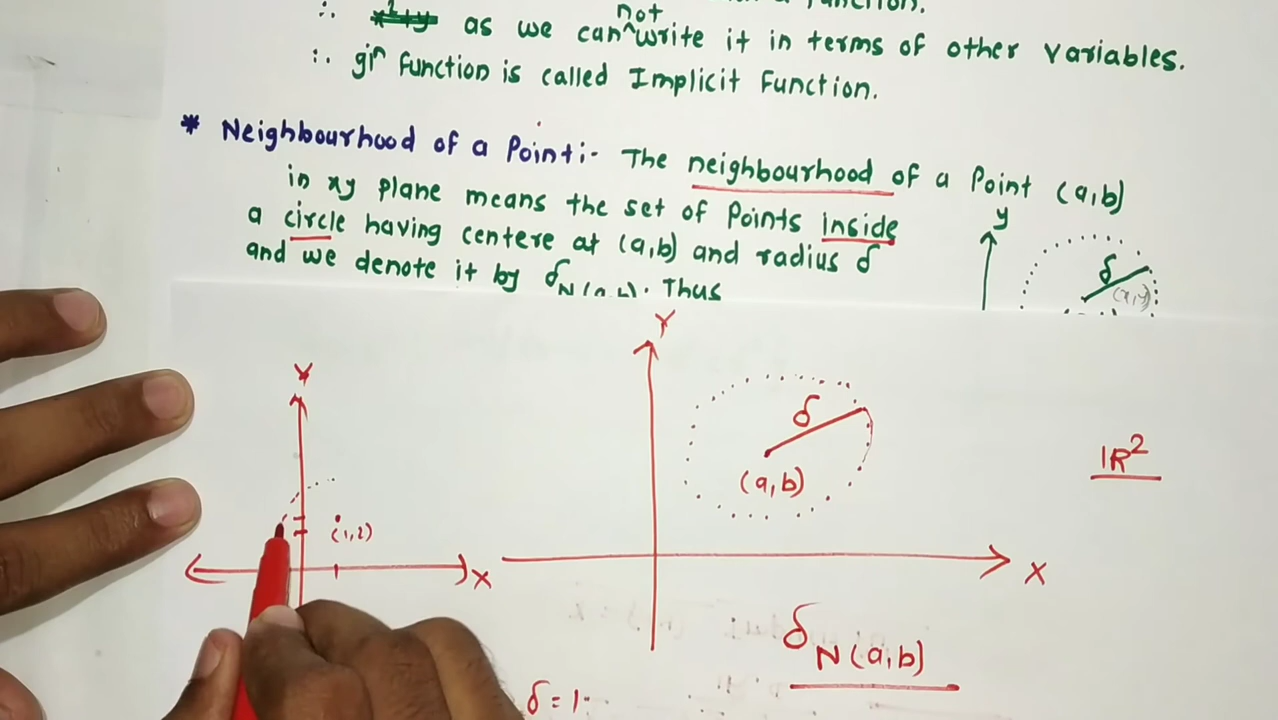 ∴ as we can not write it in terms of other variables.
∴ gn function is called Implicit Function.
* Neighbourhood of a Point:- The neighbourhood of a Point (a,b)
in xy plane means the set of Points inside
a circle having centere at (a,b) and radius δ
and we denote it by δN(a,b). Thus
y
δ
(x,y)
Y
δ
(a,b)
X
IR²
Y
(1,2)
X
δN(a,b)
δ = 1